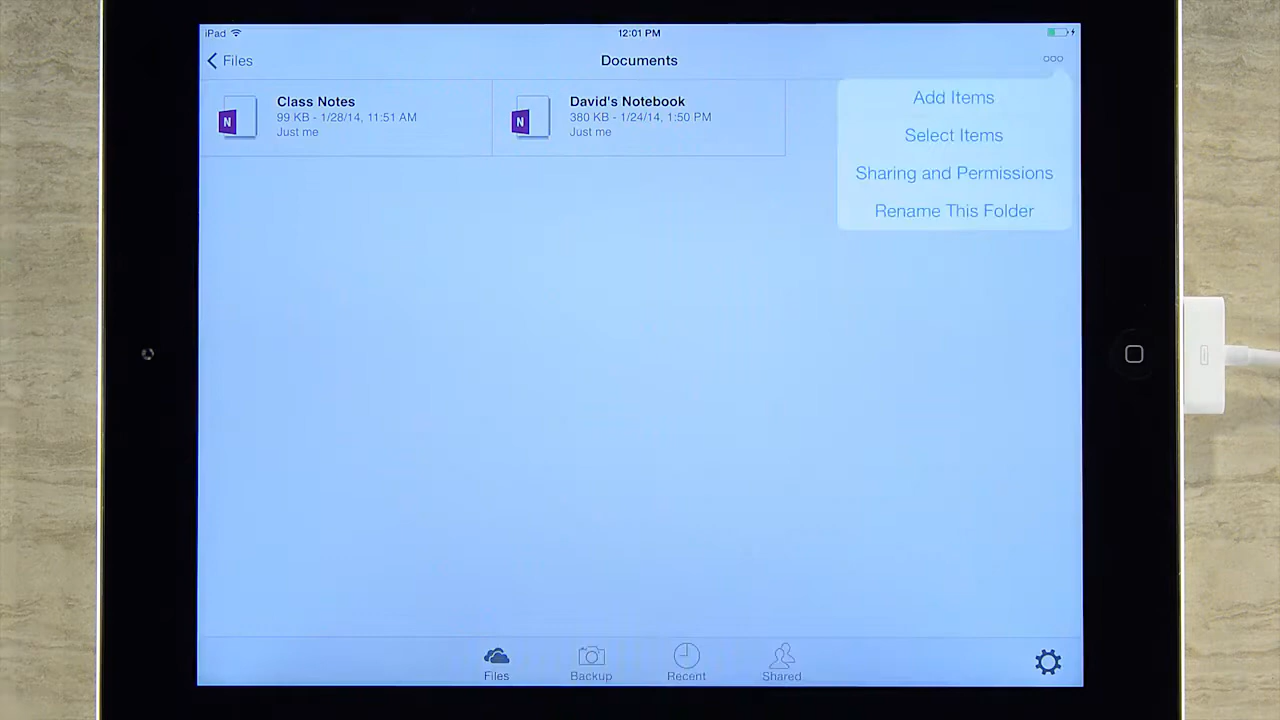 iPad
12:01 PM
Files
Documents
Class Notes
99 KB - 1/28/14, 11:51 AM
Just me
N
David's Notebook
380 KB - 1/24/14, 1:50 PM
Just me
N
Add Items
Select Items
Sharing and Permissions
Rename This Folder
Files
Backup
Recent
Shared